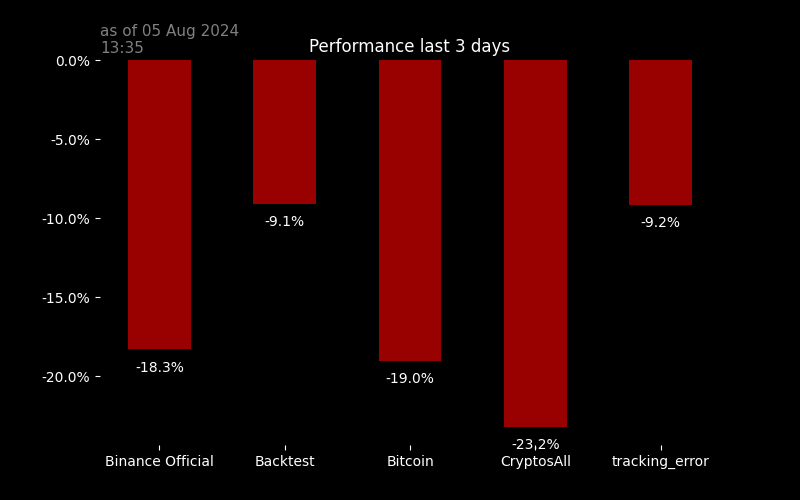 as of 05 Aug 2024
13:35
Performance last 3 days
0.0%
-5.0%
-10.0%
-15.0%
-20.0%
-18.3%
-9.1%
-19.0%
-23.2%
-9.2%
Binance Official
Backtest
Bitcoin
CryptosAll
tracking_error